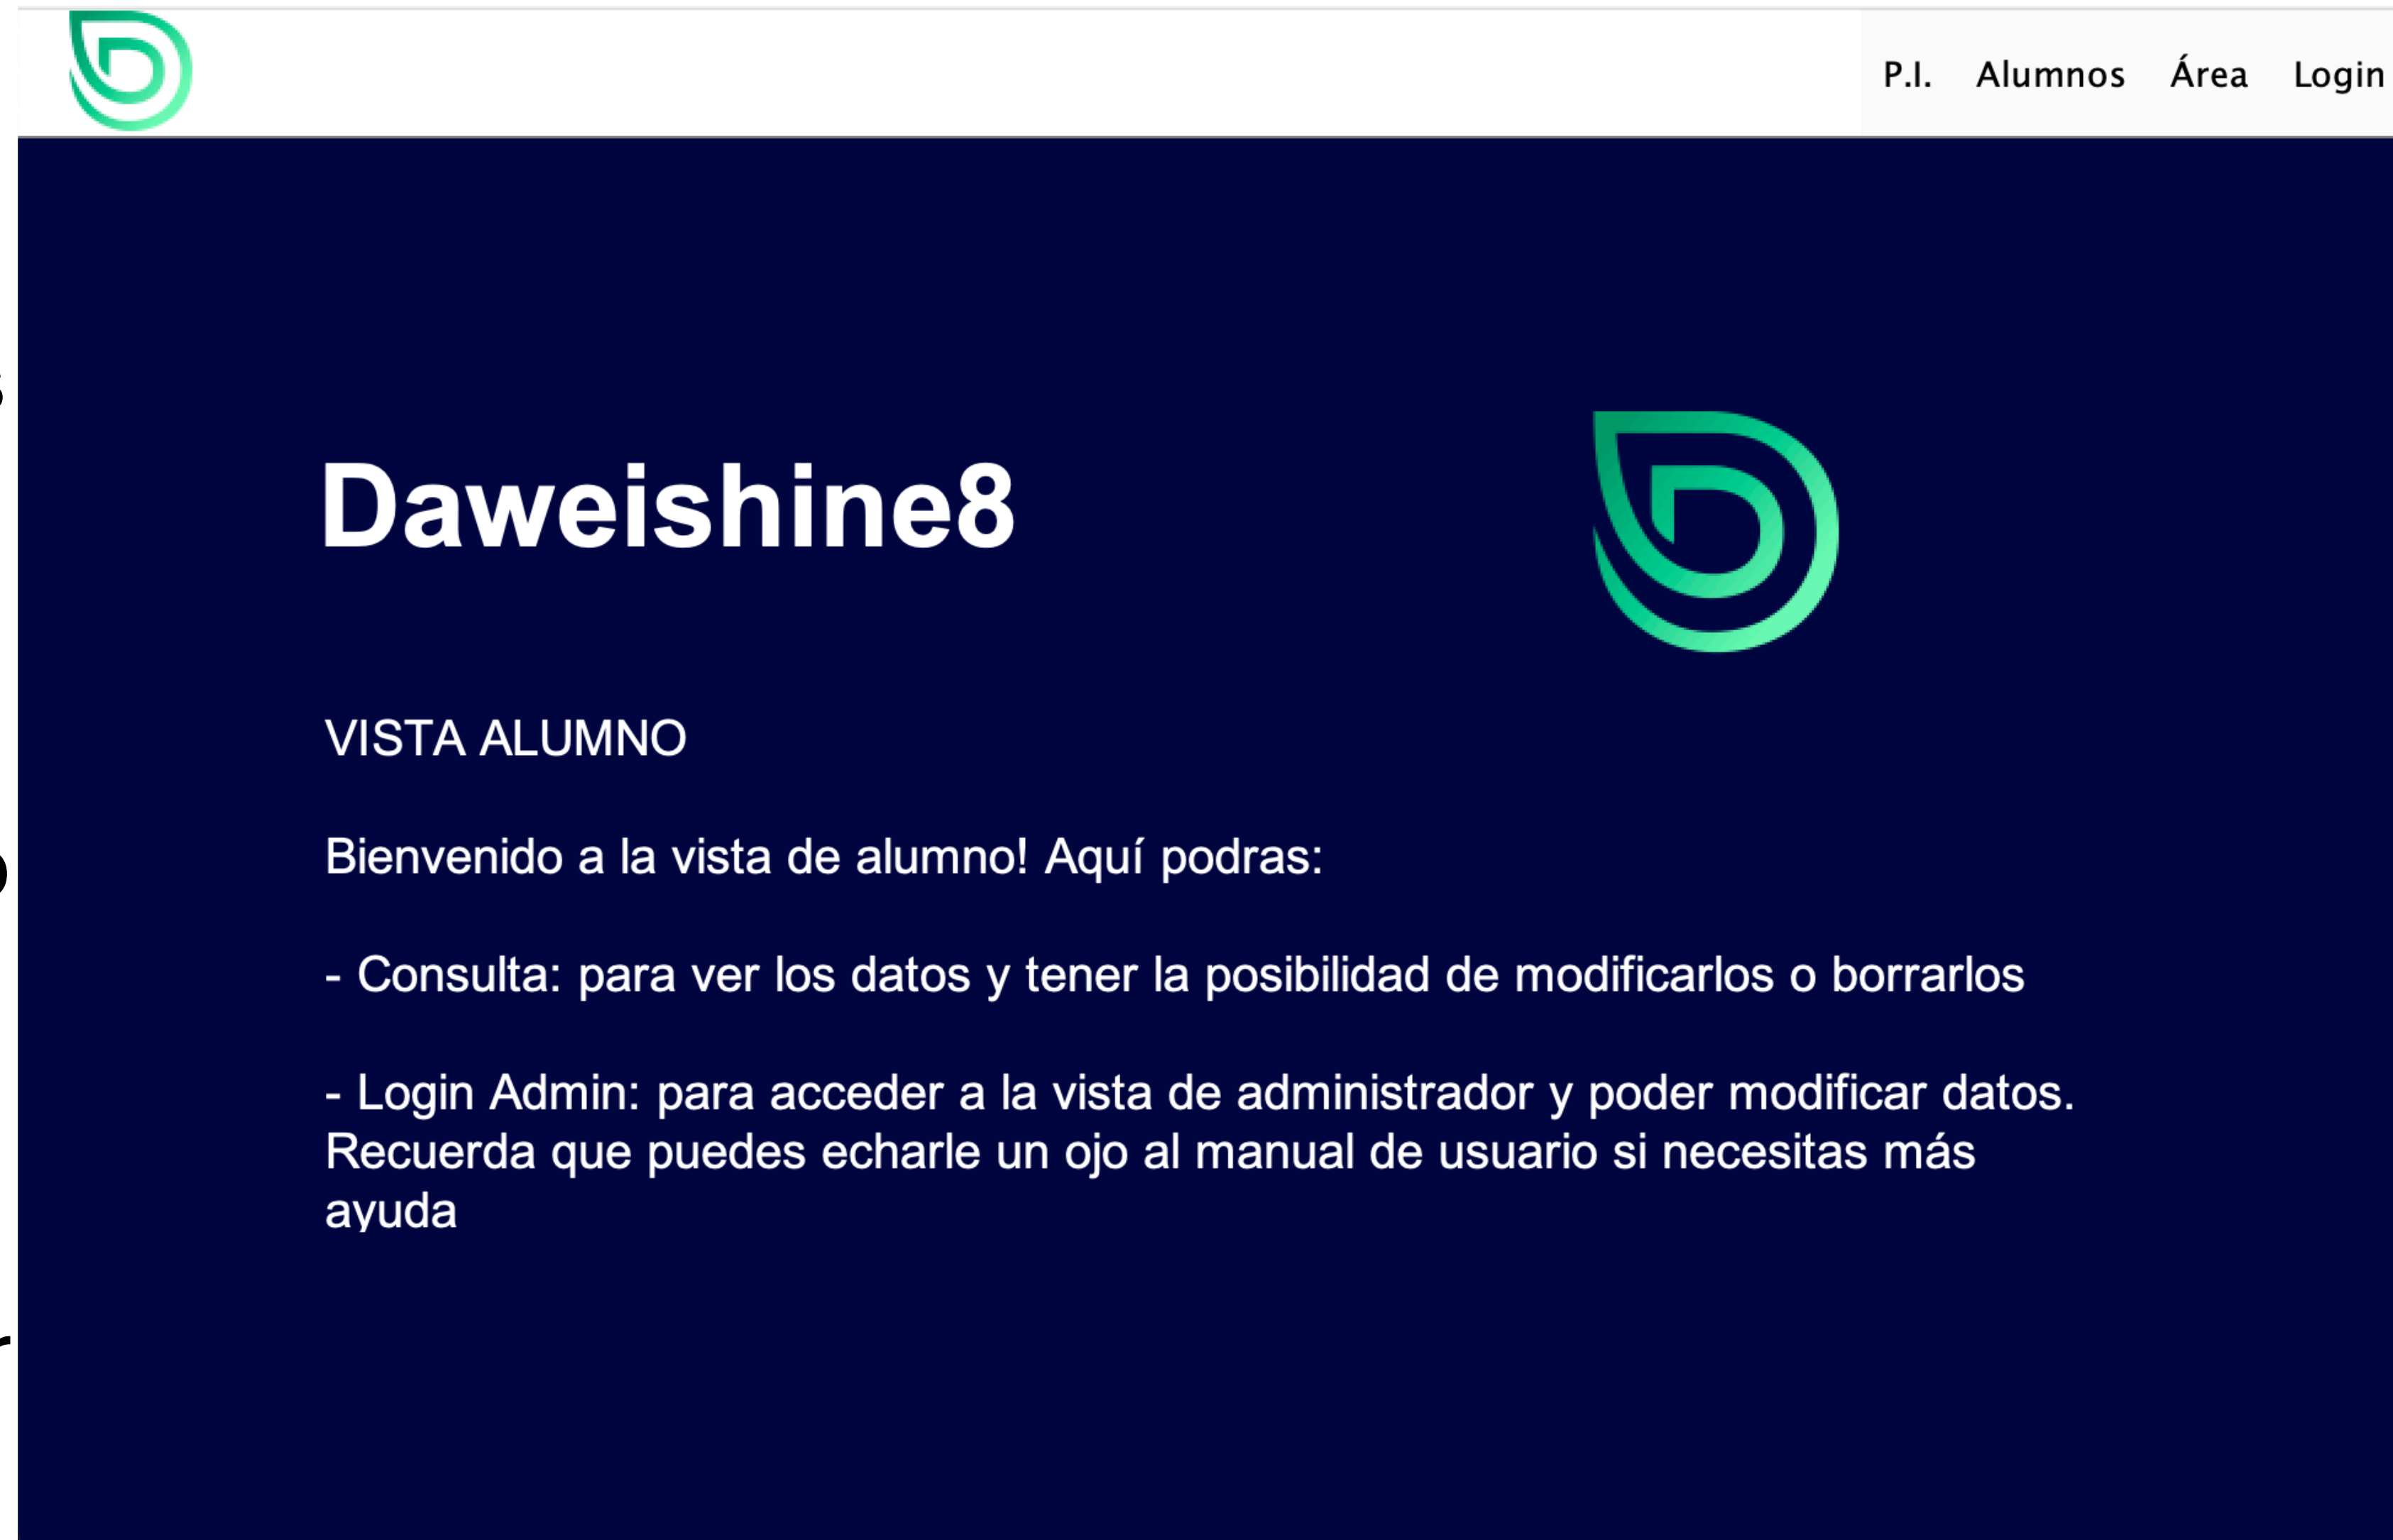 P.I. Alumnos Área Login
Daweishine8
VISTA ALUMNO
Bienvenido a la vista de alumno! Aquí podras:
- Consulta: para ver los datos y tener la posibilidad de modificarlos o borrarlos
- Login Admin: para acceder a la vista de administrador y poder modificar datos.
Recuerda que puedes echarle un ojo al manual de usuario si necesitas más
ayuda